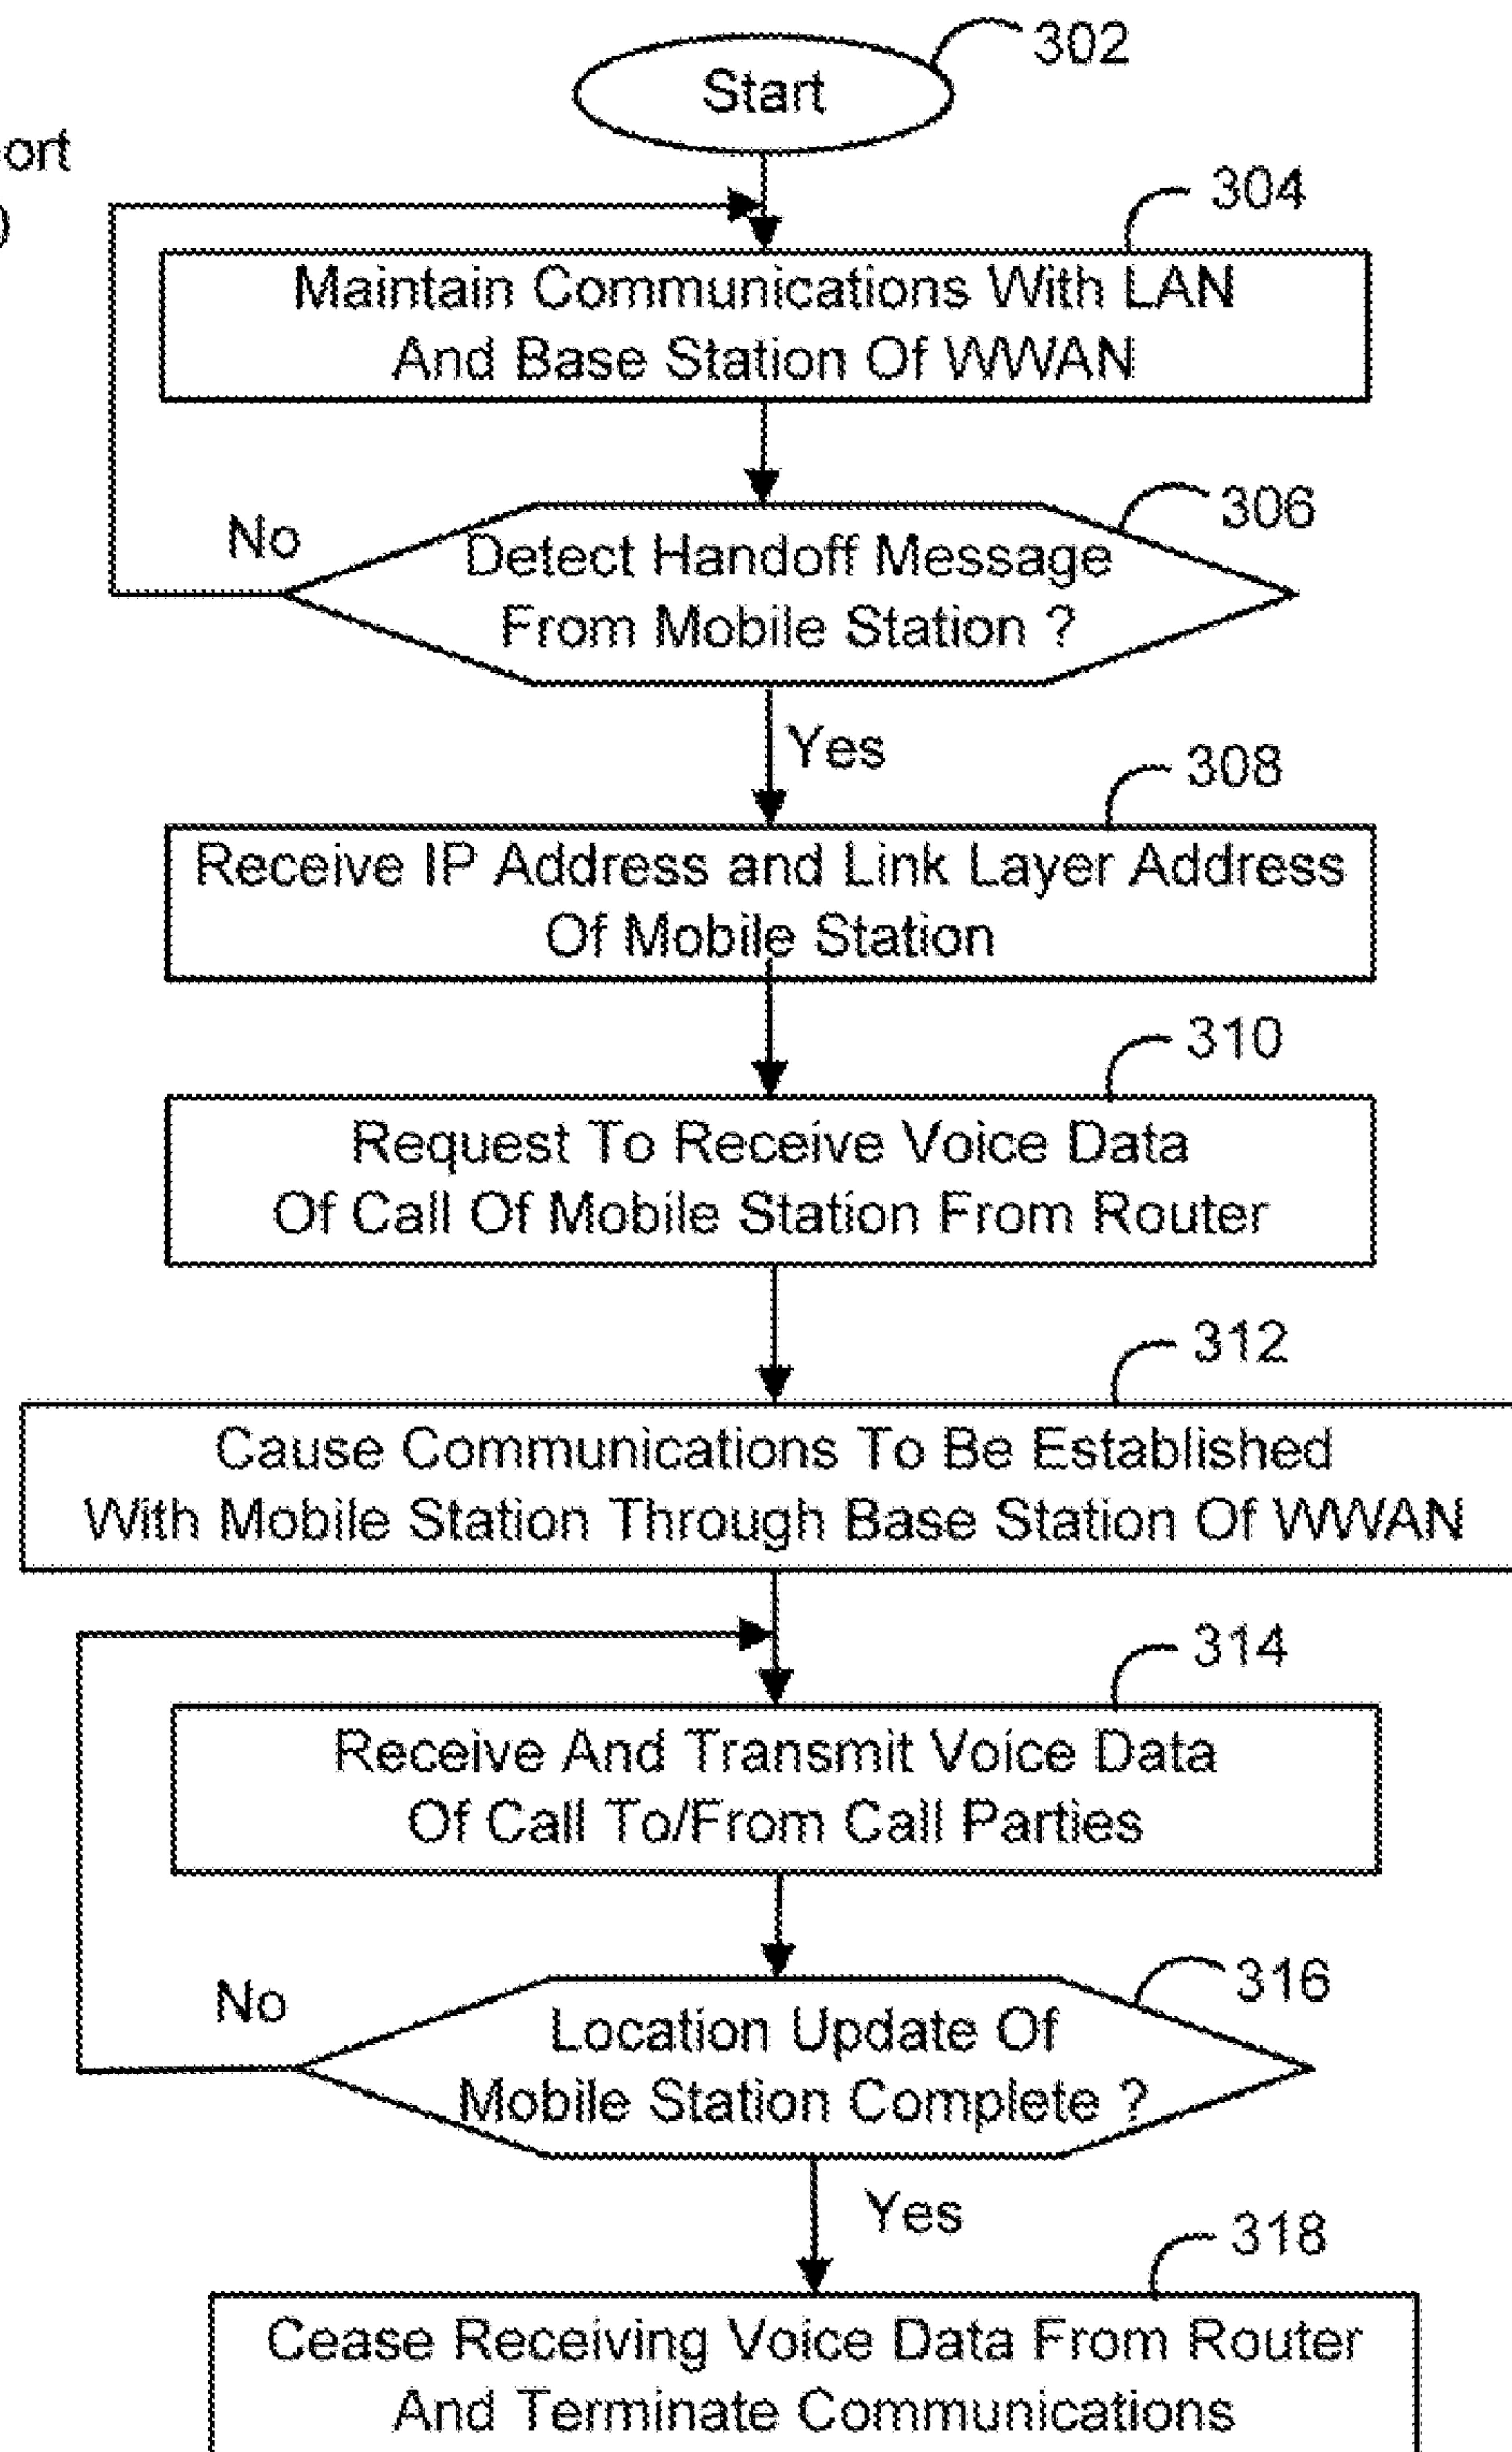 302
Start
ort
)
304
Maintain Communications With LAN
And Base Station Of WWAN
306
No
Detect Handoff Message
From Mobile Station ?
Yes
308
Receive IP Address and Link Layer Address
Of Mobile Station
310
Request To Receive Voice Data
Of Call Of Mobile Station From Router
312
Cause Communications To Be Established
With Mobile Station Through Base Station Of WWAN
314
Receive And Transmit Voice Data
Of Call To/From Call Parties
316
No
Location Update Of
Mobile Station Complete ?
Yes
318
Cease Receiving Voice Data From Router
And Terminate Communications